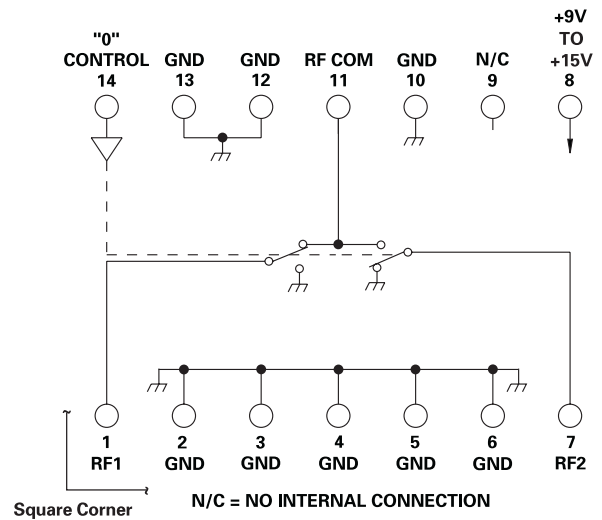 "0"
CONTROL
14
GND
13
GND
12
RF COM
11
GND
10
N/C
9
+9V
TO
+15V
8
1
RF1
2
GND
3
GND
4
GND
5
GND
6
GND
7
RF2
Square Corner
N/C = NO INTERNAL CONNECTION